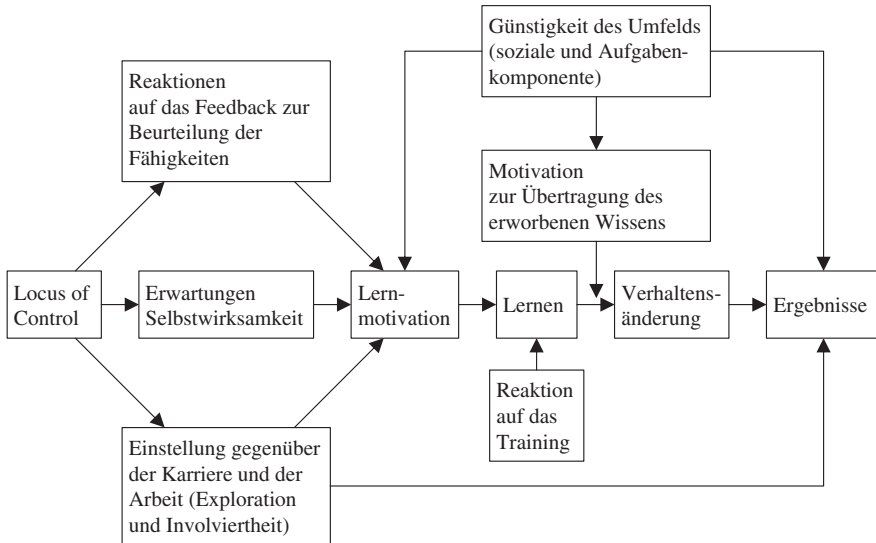 Günstigkeit des Umfelds
(soziale und Aufgaben-
komponente)
Reaktionen
auf das Feedback zur
Beurteilung der
Fähigkeiten
Motivation
zur Übertragung des
erworbenen Wissens
Locus of
Control
Erwartungen
Selbstwirksamkeit
Lern-
motivation
Lernen
Verhaltens-
änderung
Ergebnisse
Reaktion
auf das
Training
Einstellung gegenüber
der Karriere und der
Arbeit (Exploration
und Involviertheit)